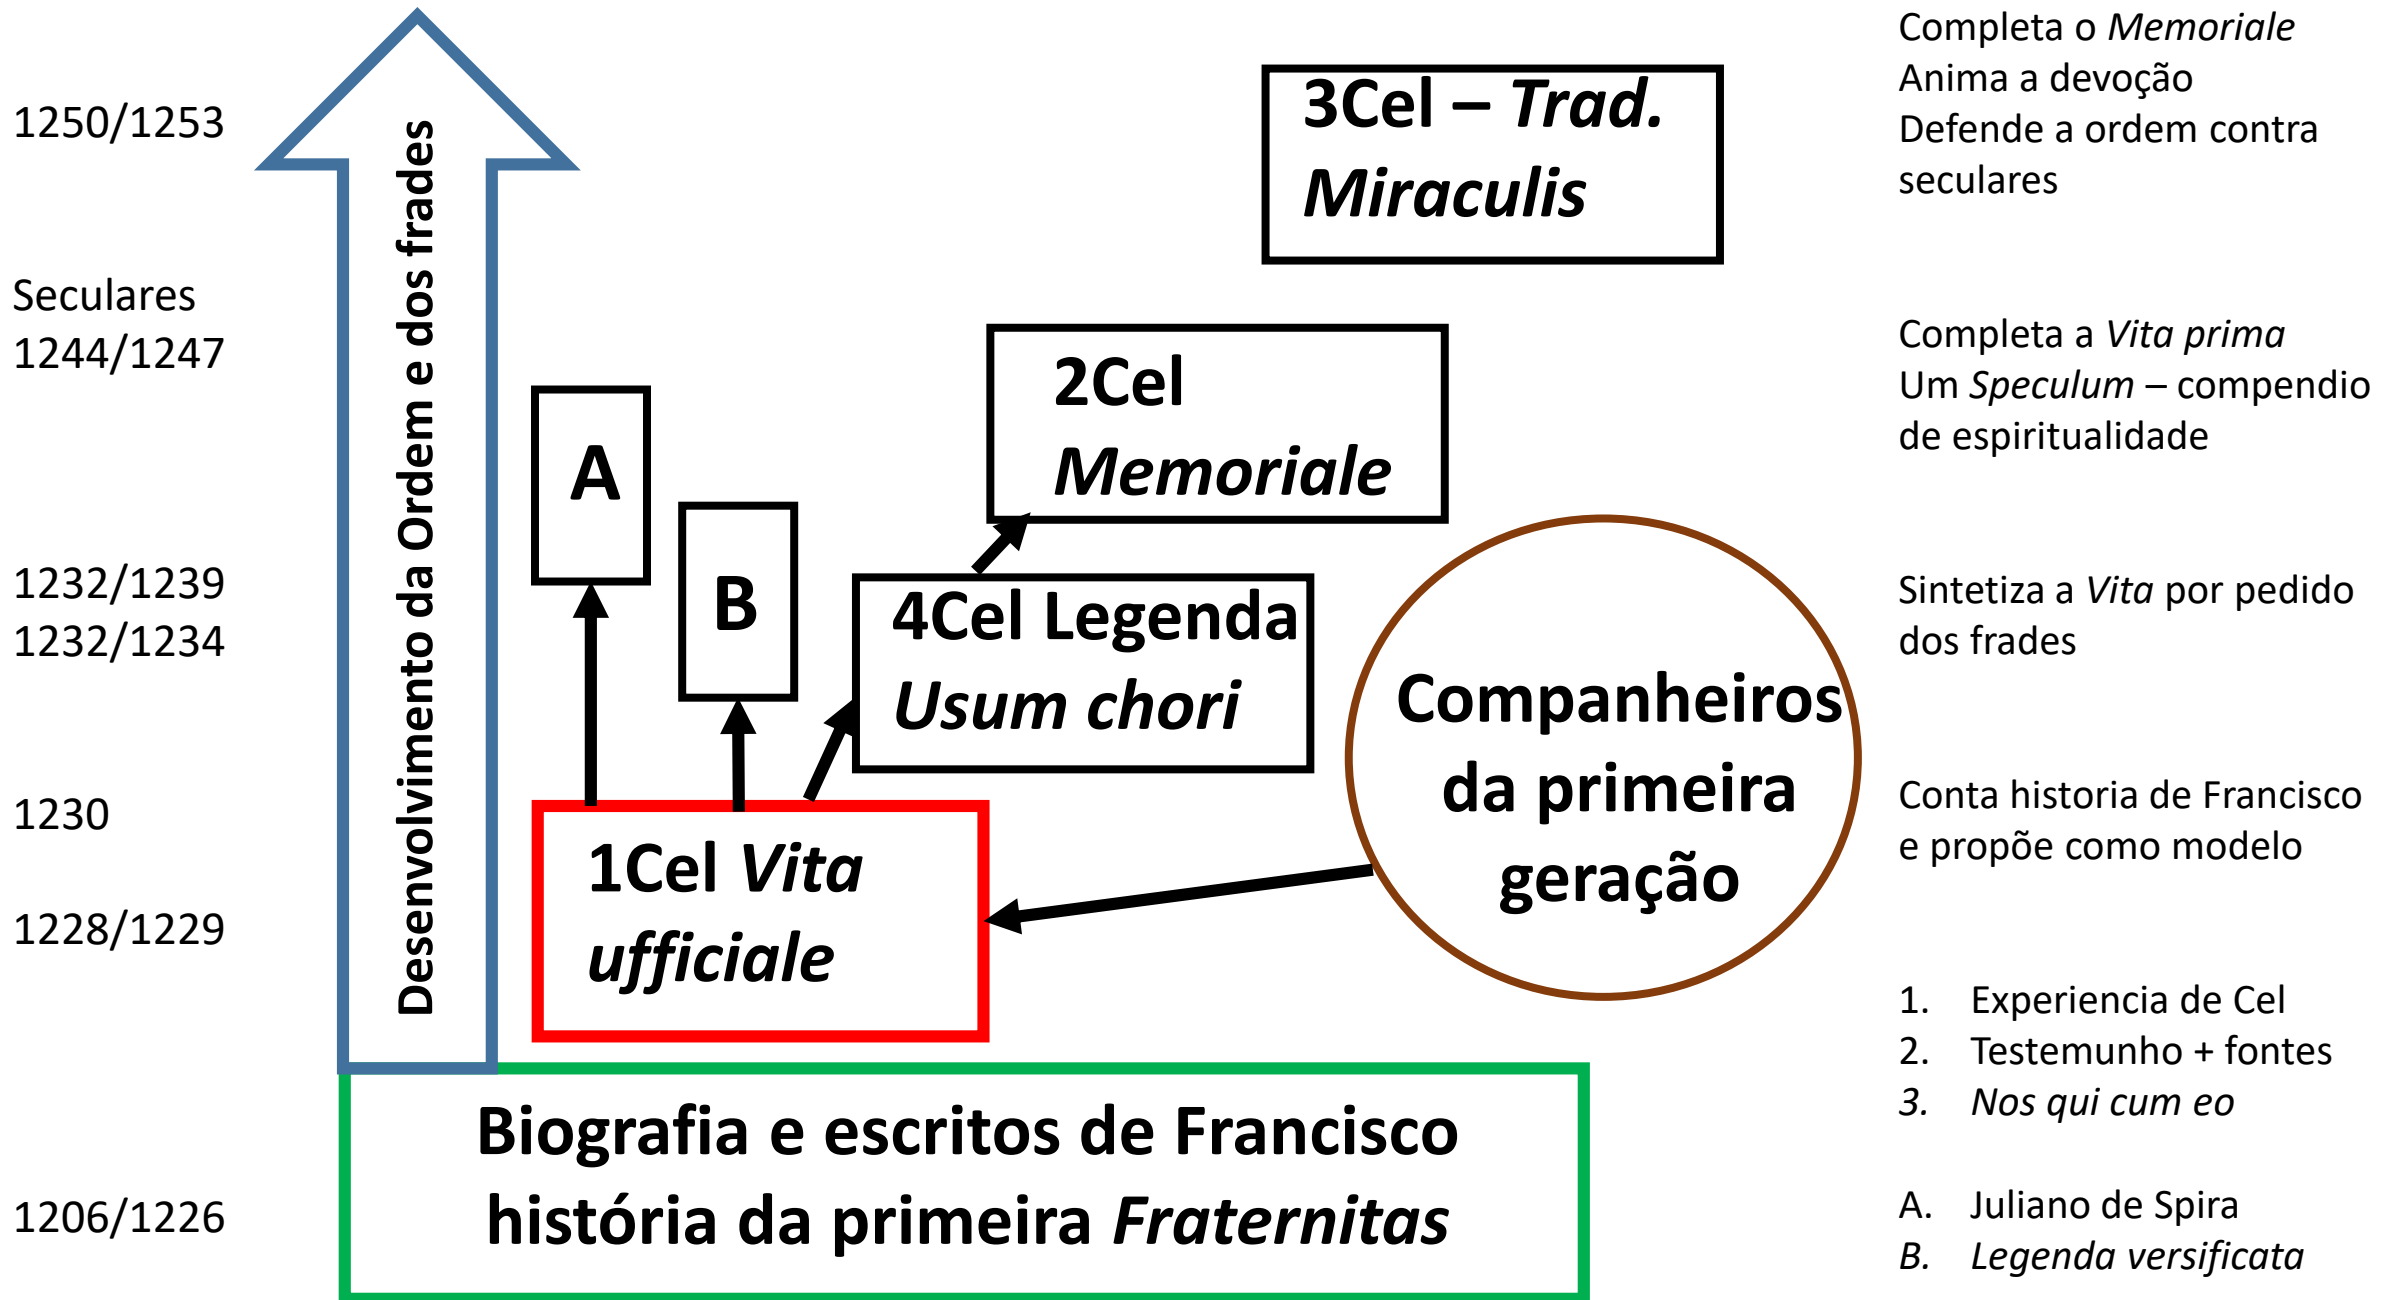 1250/1253
Seculares
1244/1247
1232/1239
1232/1234
1230
1228/1229
1206/1226
Desenvolvimento da Ordem e dos frades
3Cel – Trad.
Miraculis
2Cel
Memoriale
A
B
4Cel Legenda
Usum chori
Companheiros
da primeira
geração
1Cel Vita
ufficiale
Biografia e escritos de Francisco
história da primeira Fraternitas
Completa o Memoriale
Anima a devoção
Defende a ordem contra
seculares
Completa a Vita prima
Um Speculum – compendio
de espiritualidade
Sintetiza a Vita por pedido
dos frades
Conta historia de Francisco
e propõe como modelo
1. Experiencia de Cel
2. Testemunho + fontes
3. Nos qui cum eo
A. Juliano de Spira
B. Legenda versificata